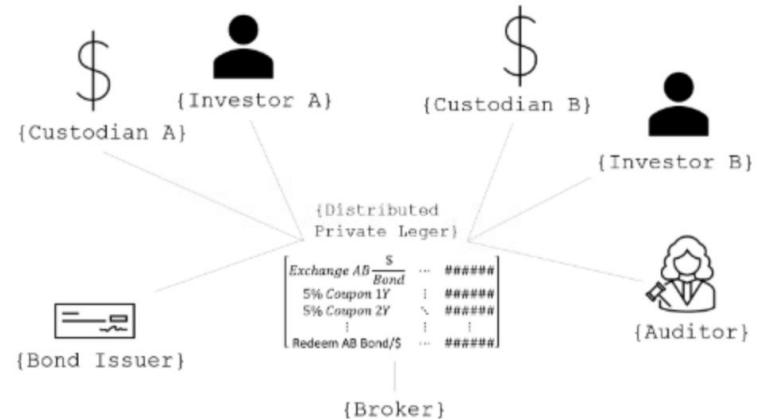 {Custodian A}
{Investor A}
{Custodian B}
{Investor B}
{Distributed
Private Leger}
Exchange AB $/Bond ... ######
5% Coupon 1Y ⋮ ######
5% Coupon 2Y ⋱ ######
⋮ ⋮ ⋮
Redeem AB Bond/$ ... ######
{Auditor}
{Bond Issuer}
{Broker}